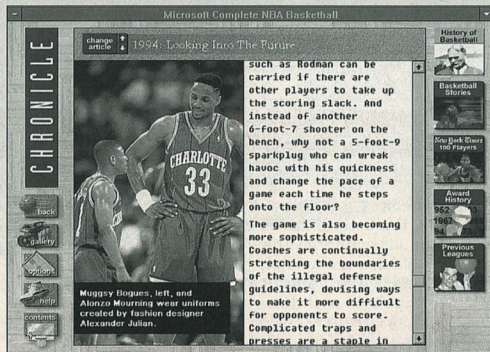 Microsoft Complete NBA Basketball
CHRONICLE
change
article
1994: Looking Into The Future
such as Rodman can be
carried if there are
other players to take up
the scoring slack. And
instead of another
6-foot-7 shooter on the
bench, why not a 5-foot-9
sparkplug who can wreak
havoc with his quickness
and change the pace of a
game each time he steps
onto the floor?
The game is also becoming
more sophisticated.
Coaches are continually
stretching the boundaries
of the illegal defense
guidelines, devising ways
to make it more difficult
for opponents to score.
Complicated traps and
presses are a staple in
CHARLOTTE
33
1
Muggsy Bogues, left, and
Alonzo Mourning wear uniforms
created by fashion designer
Alexander Julian.
back
gallery
options
help
contents
History of
Basketball
Basketball
Stories
New York Times
100 Players
Award
History
952
1967
94
Previous
Leagues